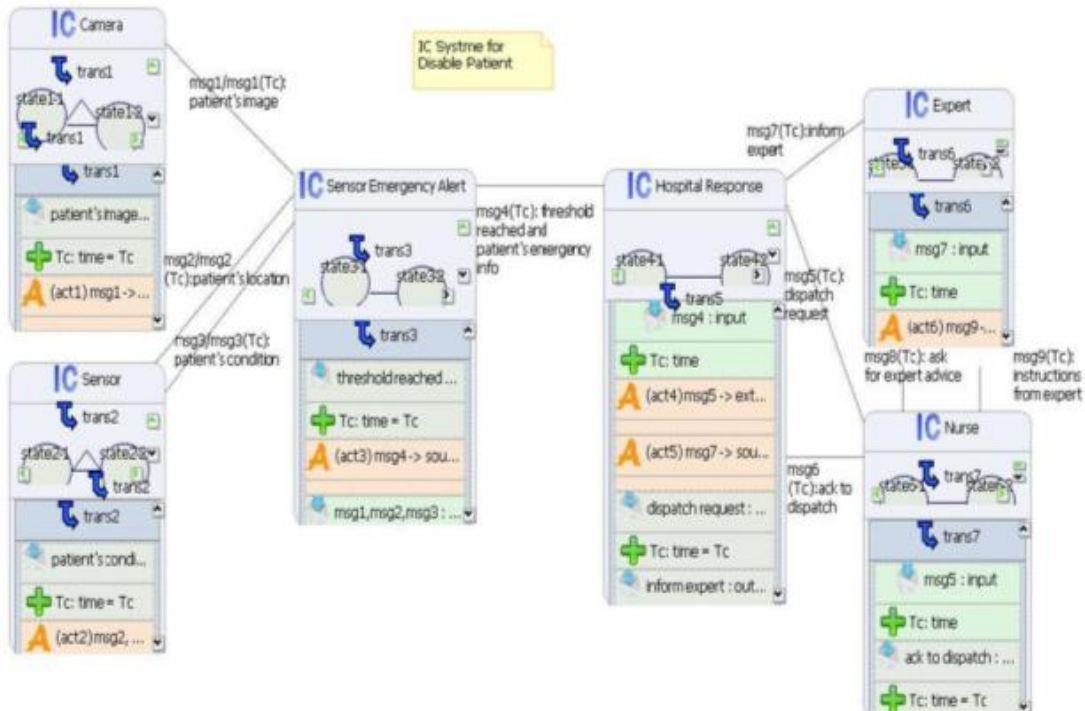 IC Camera
trans1
state1-1
state1-2
trans1
trans1
patient's image...
Tc: time = Tc
(act1) msg1-> ...
msg1/msg1(Tc):
patient's image
IC Systme for
Disable Patient
msg2/msg2
(Tc):patient's location
msg3/msg3(Tc):
patient's condition
IC Sensor
trans2
state2-1
state2-2
trans2
trans2
patient's condi...
Tc: time = Tc
(act2) msg2, ...
IC Sensor Emergency Alert
trans3
state3-1
state3-2
trans3
threshold reached ...
Tc: time = Tc
(act3) msg4 -> sou...
msg1,msg2,msg3 : ...
msg4(Tc): threshold
reached and
patient's emergency
info
IC Hospital Response
state4-1
state4-2
trans5
msg4 : input
Tc: time
(act4) msg5 -> ext...
(act5) msg7 -> sou...
dispatch request : ...
Tc: time = Tc
inform expert : out...
msg7(Tc):inform
expert
msg5(Tc):
dispatch
request
msg6
(Tc):ack to
dispatch
IC Expert
trans6
trans6
msg7 : input
Tc: time
(act6) msg9 -...
msg8(Tc): ask
for expert advice
msg9(Tc):
instructions
from expert
IC Nurse
trans7
trans7
msg5 : input
Tc: time
ack to dispatch : ...
Tc: time = Tc